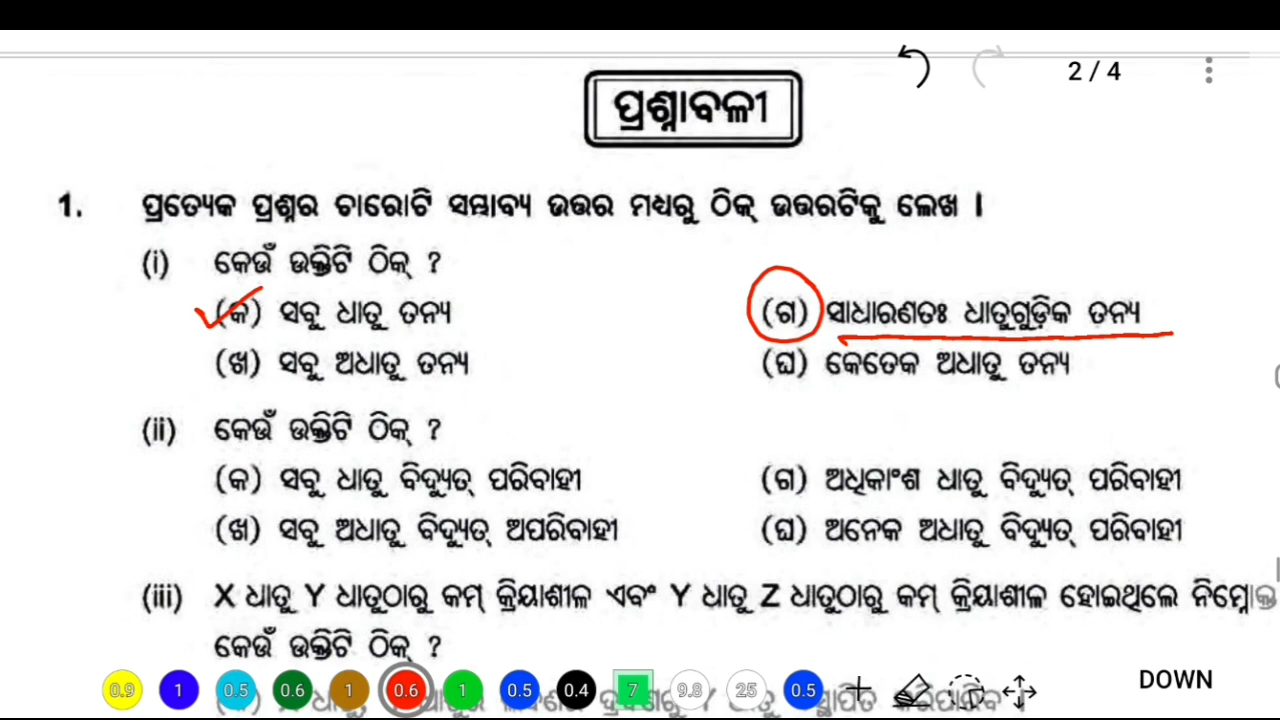 2 / 4
ପ୍ରଶ୍ନାବଳୀ
1. ପ୍ରତ୍ୟେକ ପ୍ରଶ୍ନର ଚାରୋଟି ସମ୍ଭାବ୍ୟ ଉତ୍ତର ମଧ୍ୟରୁ ଠିକ୍ ଉତ୍ତରଟିକୁ ଲେଖ ।
(i) କେଉଁ ଉକ୍ତିଟି ଠିକ୍ ?
(କ) ସବୁ ଧାତୁ ତନ୍ୟ (ଗ) ସାଧାରଣତଃ ଧାତୁଗୁଡ଼ିକ ତନ୍ୟ
(ଖ) ସବୁ ଅଧାତୁ ତନ୍ୟ (ଘ) କେତେକ ଅଧାତୁ ତନ୍ୟ
(ii) କେଉଁ ଉକ୍ତିଟି ଠିକ୍ ?
(କ) ସବୁ ଧାତୁ ବିଦ୍ୟୁତ୍ ପରିବାହୀ (ଗ) ଅଧିକାଂଶ ଧାତୁ ବିଦ୍ୟୁତ୍ ପରିବାହୀ
(ଖ) ସବୁ ଅଧାତୁ ବିଦ୍ୟୁତ୍ ଅପରିବାହୀ (ଘ) ଅନେକ ଅଧାତୁ ବିଦ୍ୟୁତ୍ ପରିବାହୀ
(iii) X ଧାତୁ Y ଧାତୁଠାରୁ କମ୍ କ୍ରିୟାଶୀଳ ଏବଂ Y ଧାତୁ Z ଧାତୁଠାରୁ କମ୍ କ୍ରିୟାଶୀଳ ହୋଇଥିଲେ ନିମ୍ନୋକ୍ତ
କେଉଁ ଉକ୍ତିଟି ଠିକ୍ ?
0.9 1 0.5 0.6 1 0.6 1 0.5 0.4 7 9.8 25 0.5 DOWN